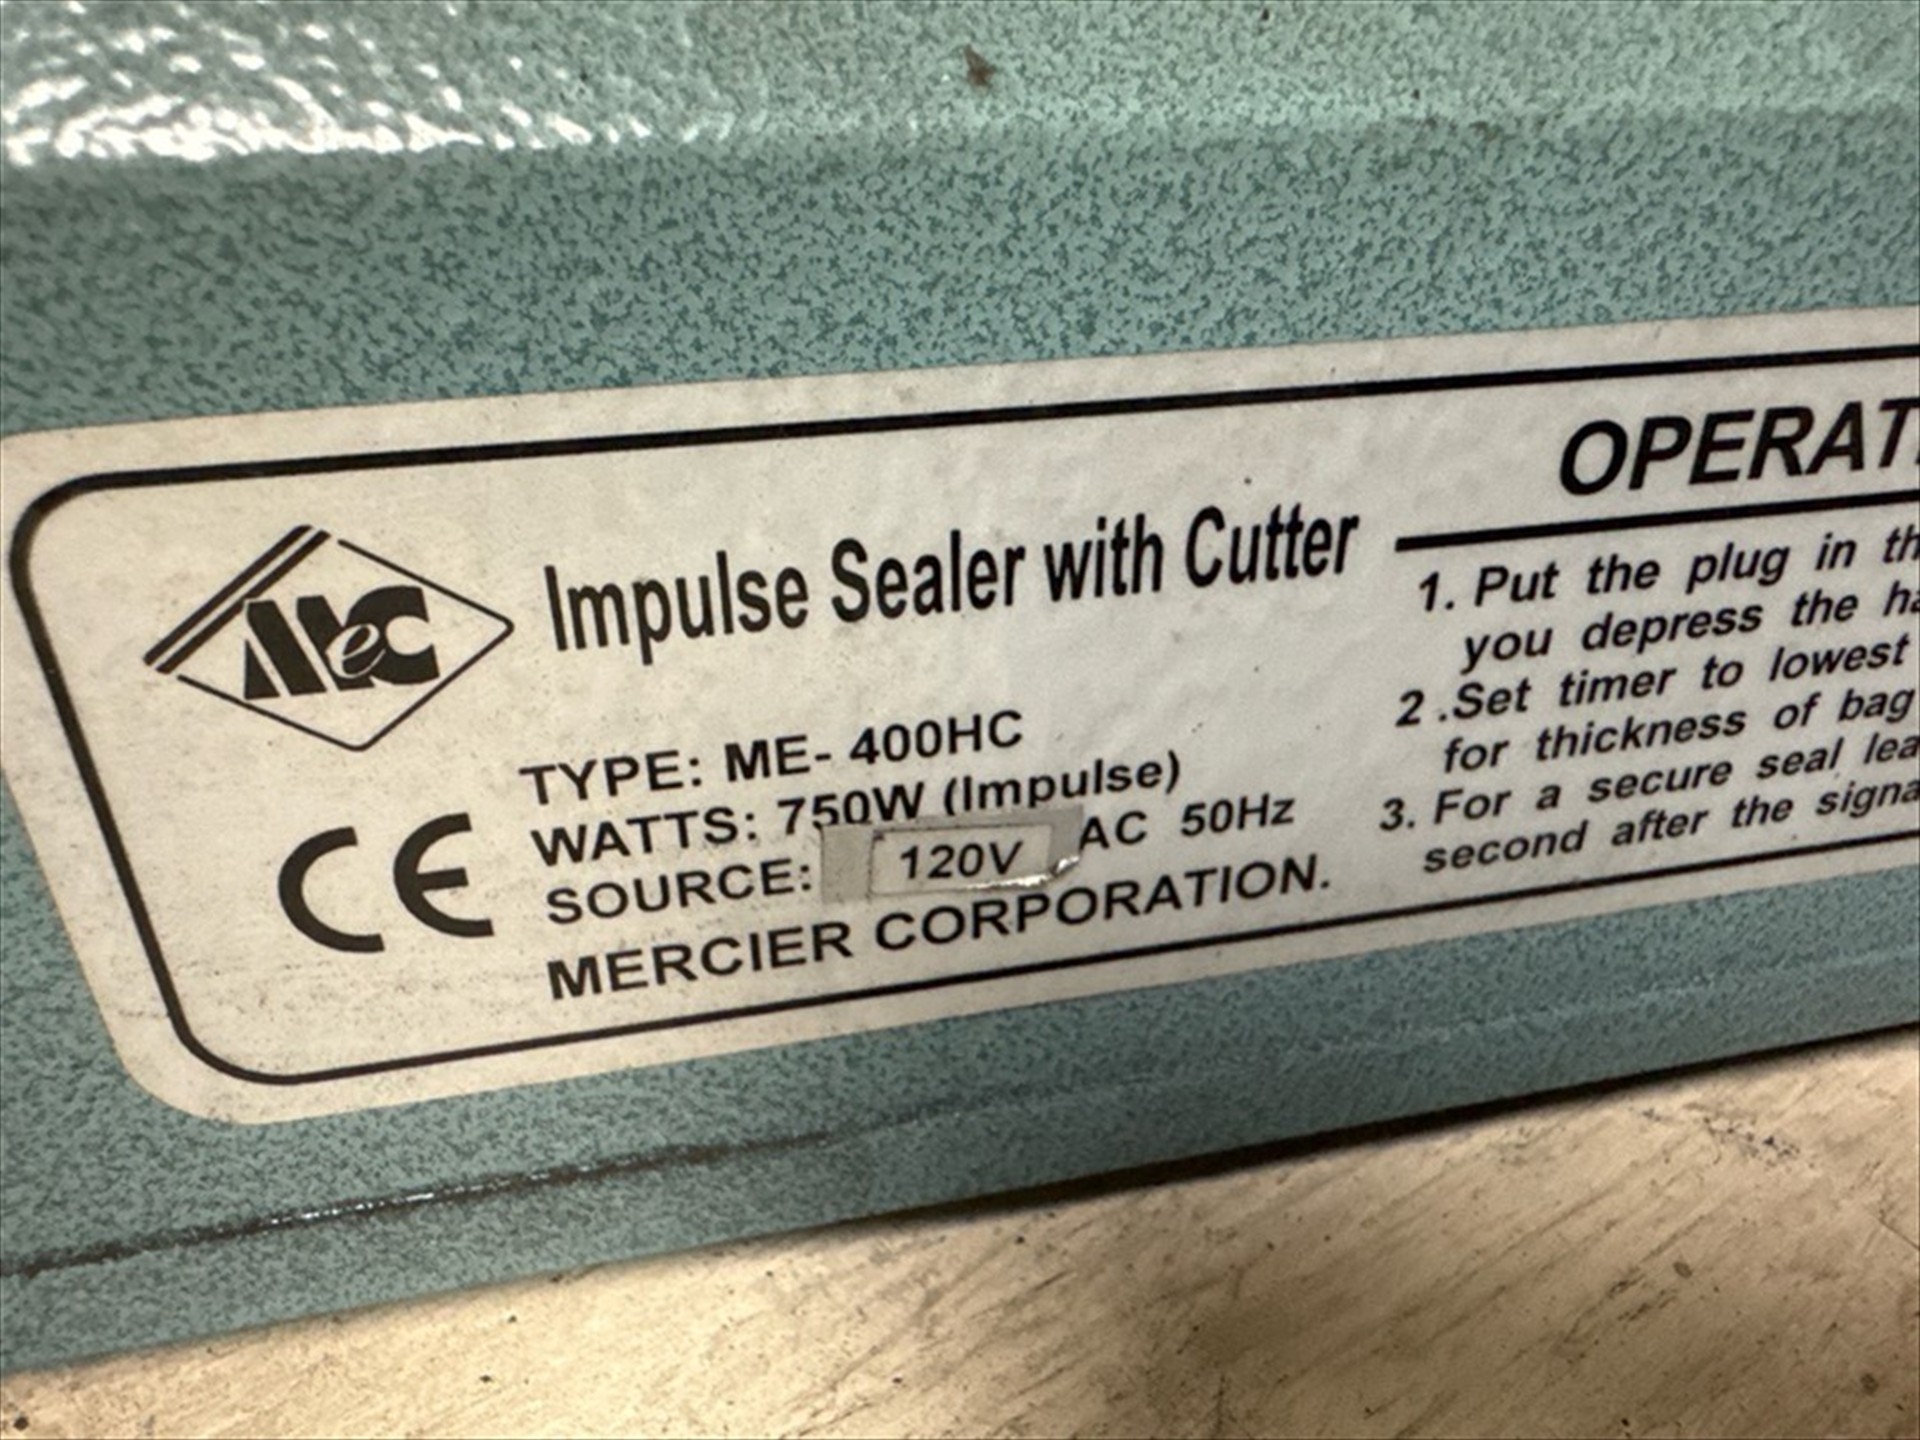 MeC
Impulse Sealer with Cutter
TYPE: ME- 400HC
WATTS: 750W (Impulse)
SOURCE: 120V AC 50Hz
MERCIER CORPORATION.
CE
OPERAT
1. Put the plug in th
you depress the ha
2 .Set timer to lowest
for thickness of bag
3. For a secure seal lea
second after the signa